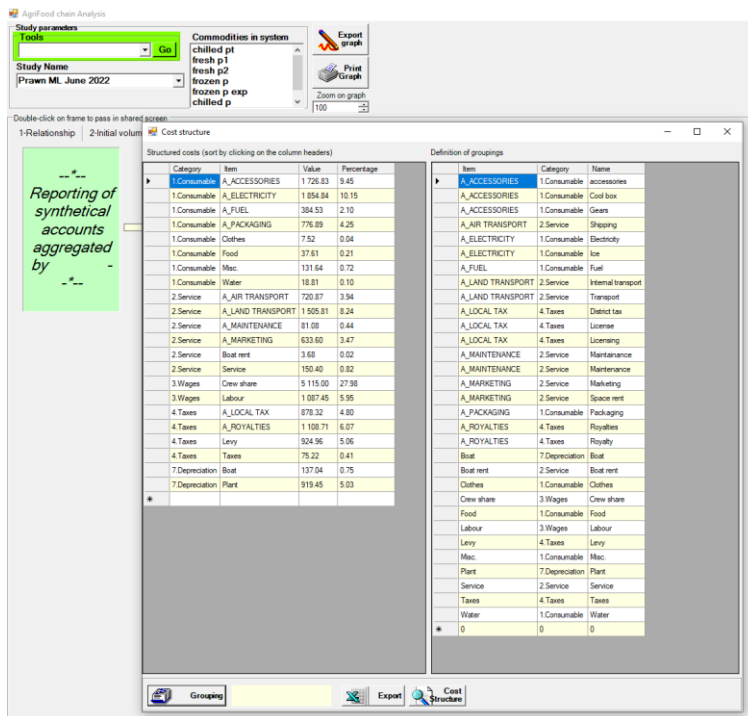 AgriFood chain Analysis
Study parameters
Tools
Go
Study Name
Prawn ML June 2022
Commodities in system
chilled pt
fresh p1
fresh p2
frozen p
frozen p exp
chilled p
Export graph
Print Graph
Zoom on graph
100
Double-click on frame to pass in shared screen
1-Relationship 2-Initial volum
--*--
Reporting of
synthetical
accounts
aggregated
by -
-*--
Cost structure
Structured costs (sort by clicking on the column headers)
Category Item Value Percentage
1.Consumable A_ACCESSORIES 1 726.83 9.45
1.Consumable A_ELECTRICITY 1 854.84 10.15
1.Consumable A_FUEL 384.53 2.10
1.Consumable A_PACKAGING 776.89 4.25
1.Consumable Clothes 7.52 0.04
1.Consumable Food 37.61 0.21
1.Consumable Misc. 131.64 0.72
1.Consumable Water 18.81 0.10
2.Service A_AIR TRANSPORT 720.87 3.94
2.Service A_LAND TRANSPORT 1 505.81 8.24
2.Service A_MAINTENANCE 81.08 0.44
2.Service A_MARKETING 633.60 3.47
2.Service Boat rent 3.68 0.02
2.Service Service 150.40 0.82
3.Wages Crew share 5 115.00 27.98
3.Wages Labour 1 087.45 5.95
4.Taxes A_LOCAL TAX 878.32 4.80
4.Taxes A_ROYALTIES 1 108.71 6.07
4.Taxes Levy 924.96 5.06
4.Taxes Taxes 75.22 0.41
7.Depreciation Boat 137.04 0.75
7.Depreciation Plant 919.45 5.03
Definition of groupings
Item Category Name
A_ACCESSORIES 1.Consumable accessories
A_ACCESSORIES 1.Consumable Cool box
A_ACCESSORIES 1.Consumable Gears
A_AIR TRANSPORT 2.Service Shipping
A_ELECTRICITY 1.Consumable Electricity
A_ELECTRICITY 1.Consumable Ice
A_FUEL 1.Consumable Fuel
A_LAND TRANSPORT 2.Service Internal transport
A_LAND TRANSPORT 2.Service Transport
A_LOCAL TAX 4.Taxes District tax
A_LOCAL TAX 4.Taxes License
A_LOCAL TAX 4.Taxes Licensing
A_MAINTENANCE 2.Service Maintainance
A_MAINTENANCE 2.Service Maintenance
A_MARKETING 2.Service Marketing
A_MARKETING 2.Service Space rent
A_PACKAGING 1.Consumable Packaging
A_ROYALTIES 4.Taxes Royalties
A_ROYALTIES 4.Taxes Royalty
Boat 7.Depreciation Boat
Boat rent 2.Service Boat rent
Clothes 1.Consumable Clothes
Crew share 3.Wages Crew share
Food 1.Consumable Food
Labour 3.Wages Labour
Levy 4.Taxes Levy
Misc. 1.Consumable Misc.
Plant 7.Depreciation Plant
Service 2.Service Service
Taxes 4.Taxes Taxes
Water 1.Consumable Water
0 0 0
Grouping
Export
Cost Structure